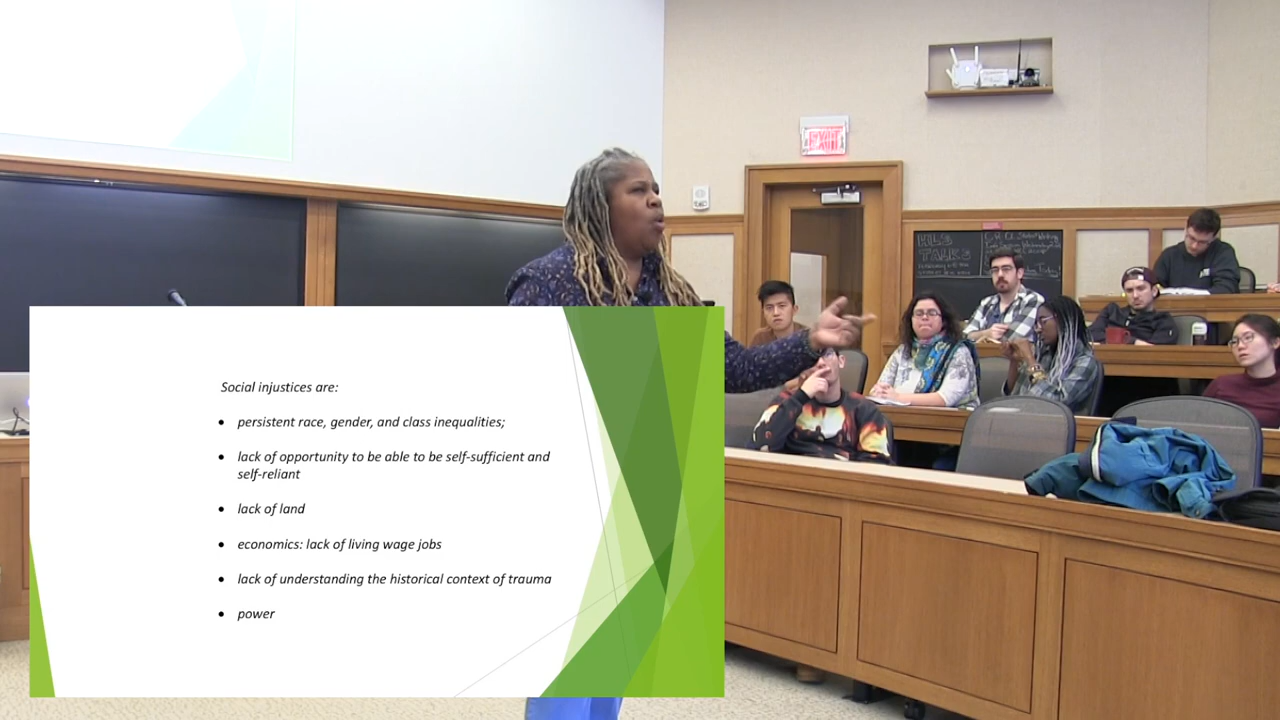 EXIT
HLS
TALKS
Social injustices are:
• persistent race, gender, and class inequalities;
• lack of opportunity to be able to be self-sufficient and
self-reliant
• lack of land
• economics: lack of living wage jobs
• lack of understanding the historical context of trauma
• power